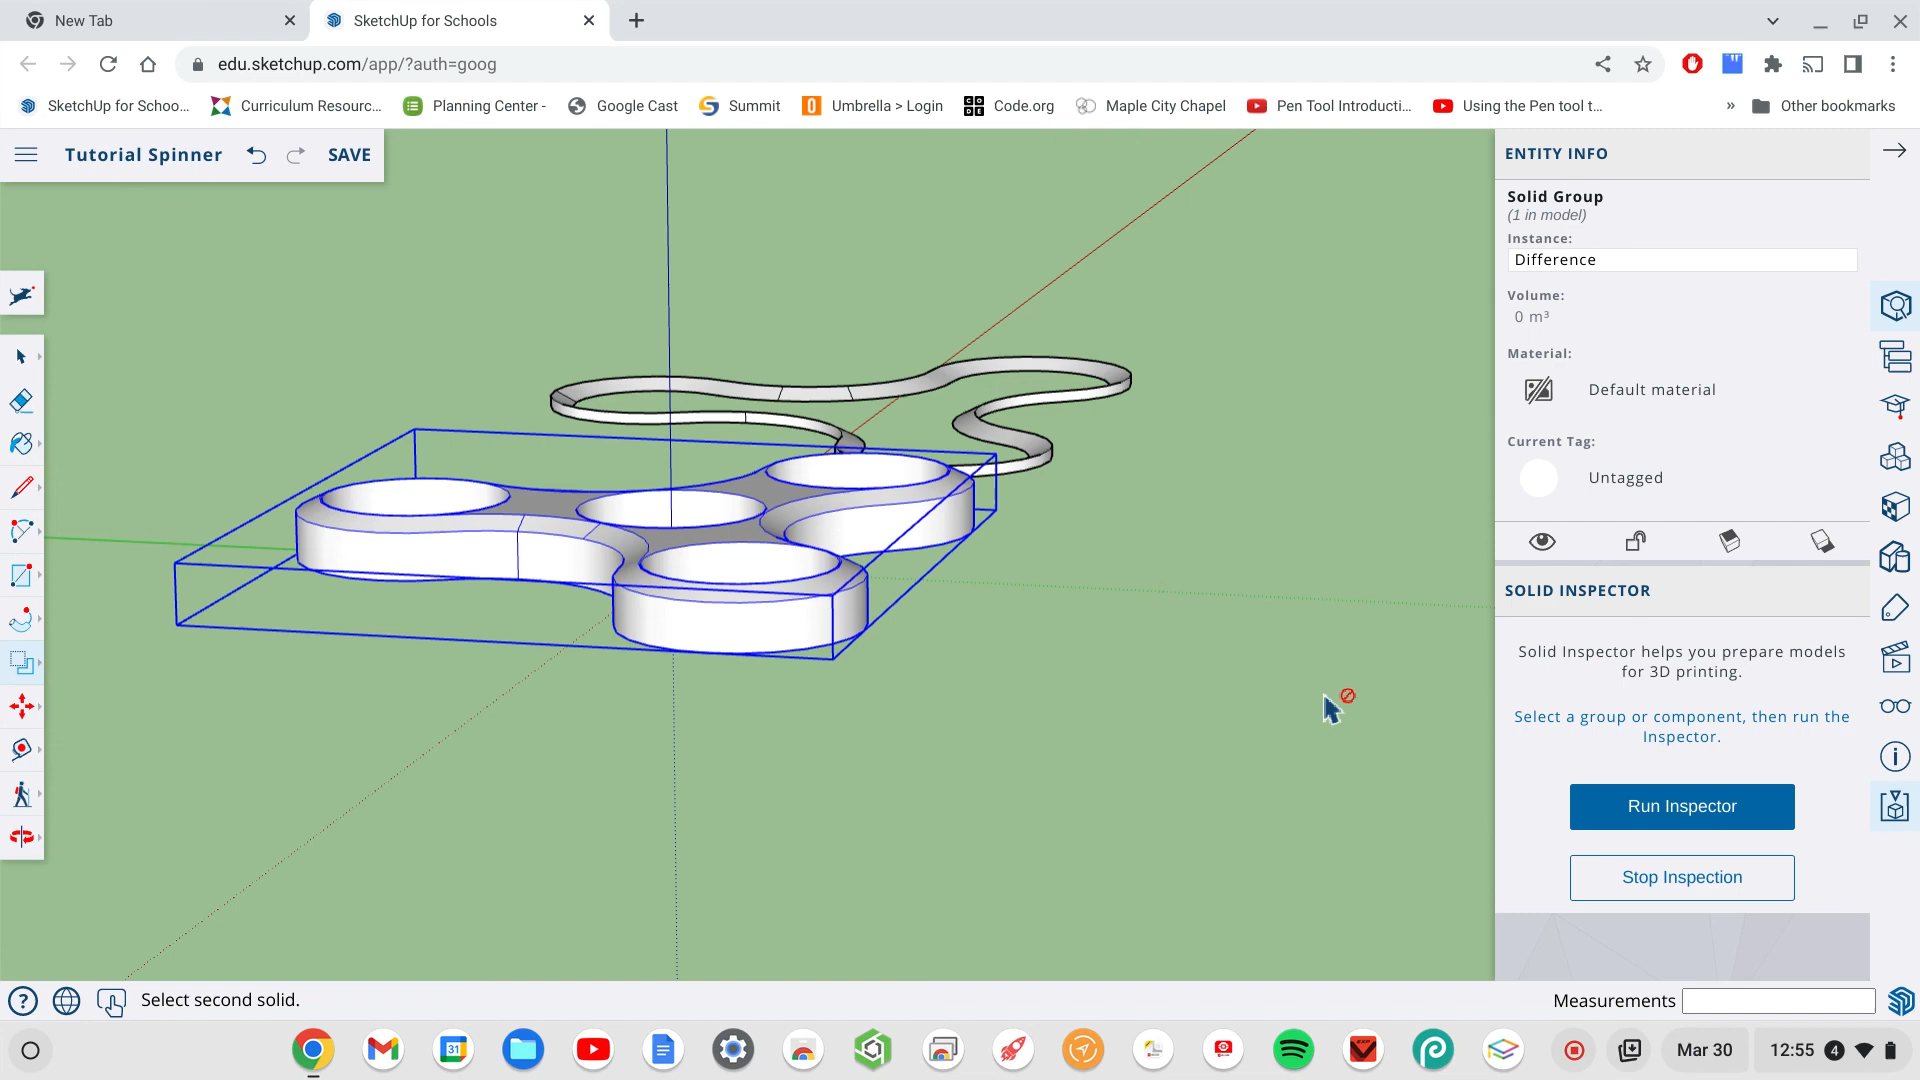 New Tab
SketchUp for Schools
edu.sketchup.com/app/?auth=goog
SketchUp for Schoo...
Curriculum Resourc...
Planning Center -
Google Cast
Summit
Umbrella > Login
Code.org
Maple City Chapel
Pen Tool Introducti...
Using the Pen tool t...
»
Other bookmarks
Tutorial Spinner
SAVE
ENTITY INFO
Solid Group
(1 in model)
Instance:
Difference
Volume:
0 m³
Material:
Default material
Current Tag:
Untagged
SOLID INSPECTOR
Solid Inspector helps you prepare models
for 3D printing.
Select a group or component, then run the
Inspector.
Run Inspector
Stop Inspection
Select second solid.
Measurements
31
Mar 30
12:55
4